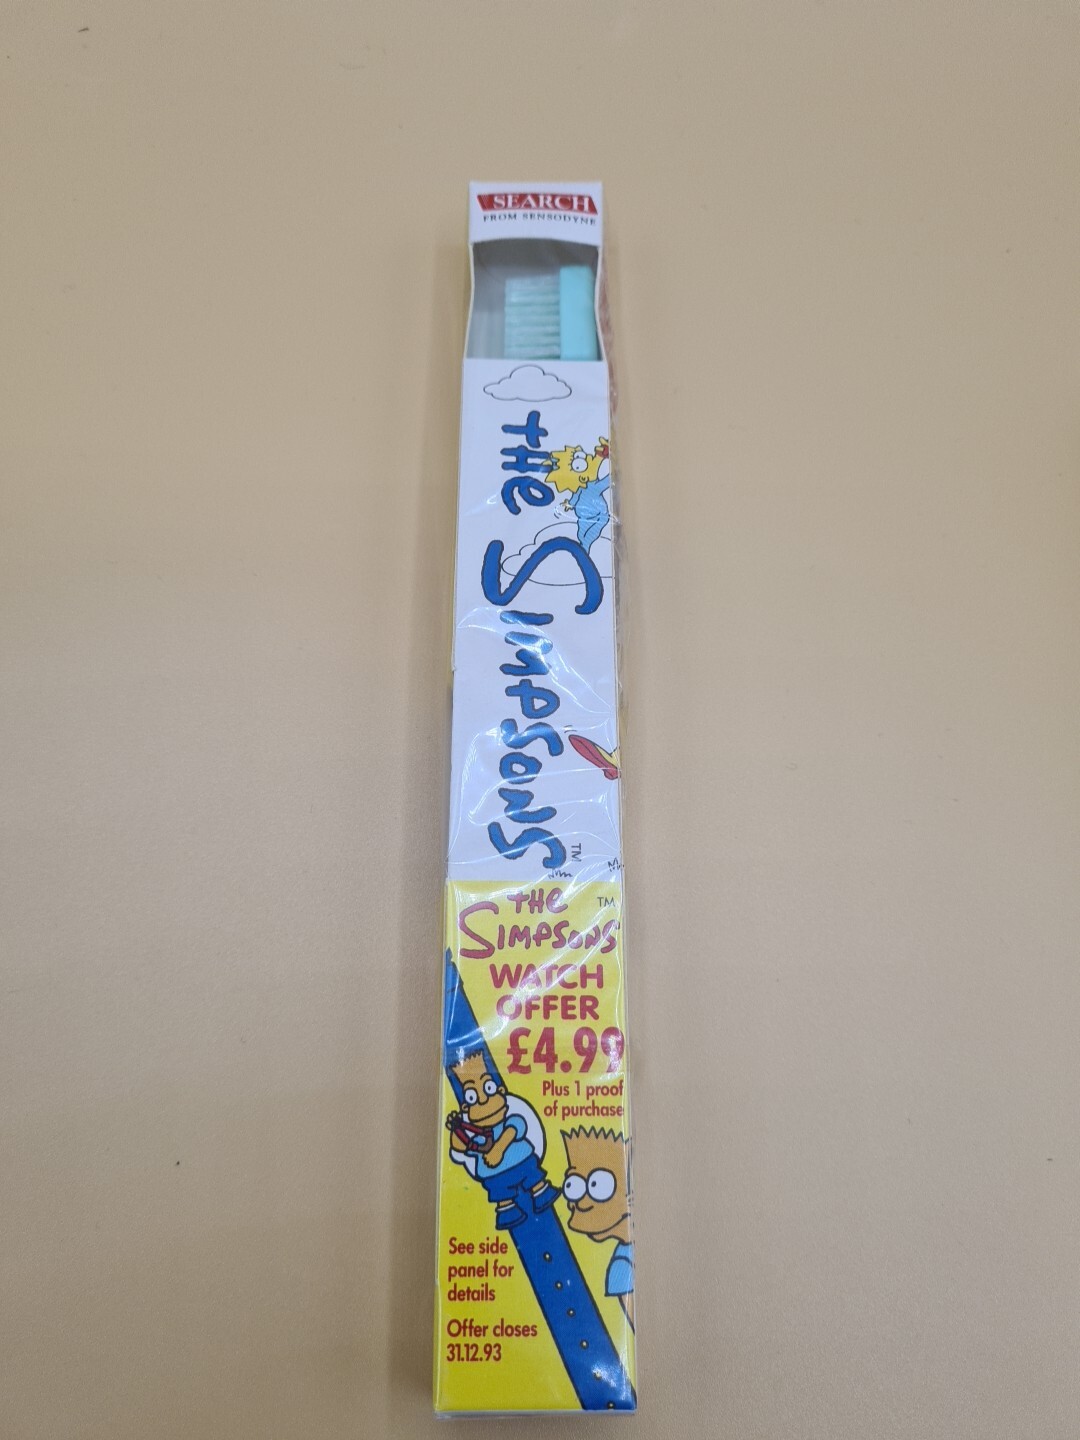 SEARCH
FROM SENSODYNE
THE SIMPSONS TM
THE TM
SIMPSONS
WATCH
OFFER
£4.99
Plus 1 proof
of purchase
See side
panel for
details
Offer closes
31.12.93